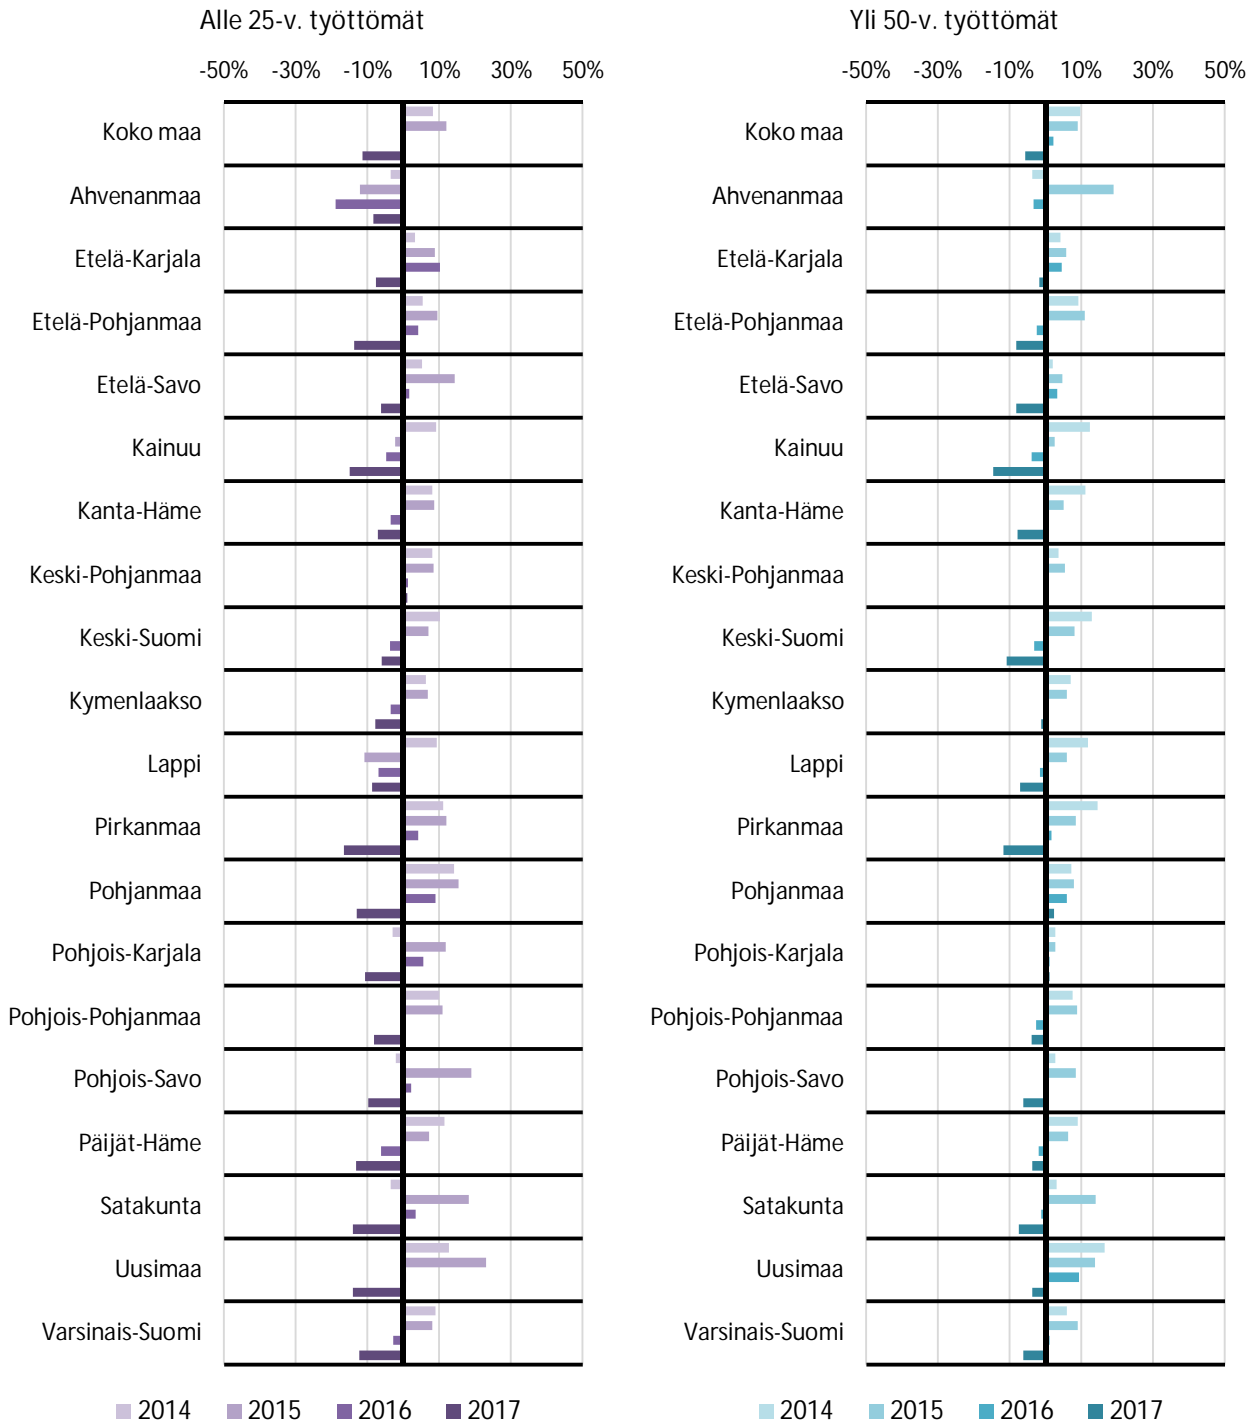 Alle 25-v. työttömät
-50% -30% -10% 10% 30% 50%
Koko maa
Ahvenanmaa
Etelä-Karjala
Etelä-Pohjanmaa
Etelä-Savo
Kainuu
Kanta-Häme
Keski-Pohjanmaa
Keski-Suomi
Kymenlaakso
Lappi
Pirkanmaa
Pohjanmaa
Pohjois-Karjala
Pohjois-Pohjanmaa
Pohjois-Savo
Päijät-Häme
Satakunta
Uusimaa
Varsinais-Suomi
2014 2015 2016 2017
Yli 50-v. työttömät
-50% -30% -10% 10% 30% 50%
Koko maa
Ahvenanmaa
Etelä-Karjala
Etelä-Pohjanmaa
Etelä-Savo
Kainuu
Kanta-Häme
Keski-Pohjanmaa
Keski-Suomi
Kymenlaakso
Lappi
Pirkanmaa
Pohjanmaa
Pohjois-Karjala
Pohjois-Pohjanmaa
Pohjois-Savo
Päijät-Häme
Satakunta
Uusimaa
Varsinais-Suomi
2014 2015 2016 2017